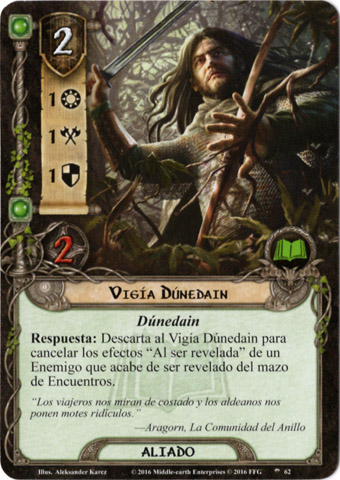 2
1
1
1
2
Vigía Dúnedain
Dúnedain
Respuesta: Descarta al Vigía Dúnedain para
cancelar los efectos “Al ser revelada” de un
Enemigo que acabe de ser revelado del mazo
de Encuentros.
“Los viajeros nos miran de costado y los aldeanos nos
ponen motes ridículos.”
—Aragorn, La Comunidad del Anillo
ALIADO
Illus. Aleksander Karcz © 2016 Middle-earth Enterprises © 2016 FFG 62